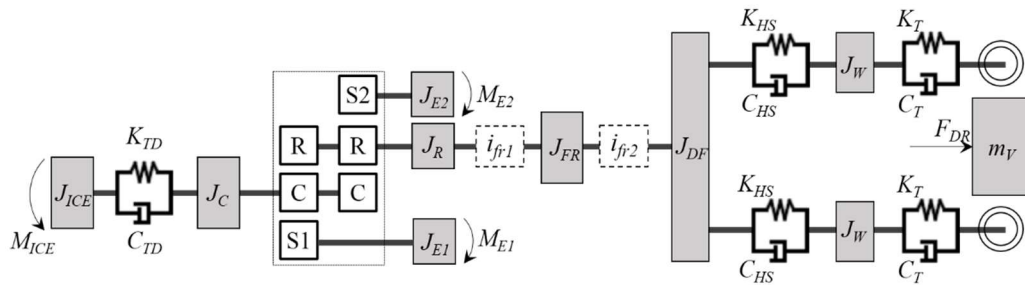 K_HS
K_T
S2
J_E2
M_E2
J_W
C_HS
C_T
K_TD
R
R
J_R
i_fr1
J_FR
i_fr2
J_DF
F_DR
m_V
J_ICE
J_C
C
C
K_HS
K_T
M_ICE
C_TD
S1
J_E1
M_E1
J_W
C_HS
C_T